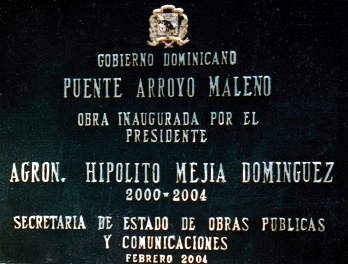 GOBIERNO DOMINICANO
PUENTE ARROYO MALENO
OBRA INAUGURADA POR EL
PRESIDENTE
AGRON. HIPOLITO MEJIA DOMINGUEZ
2000-2004
SECRETARIA DE ESTADO DE OBRAS PUBLICAS
Y COMUNICACIONES
FEBRERO 2004